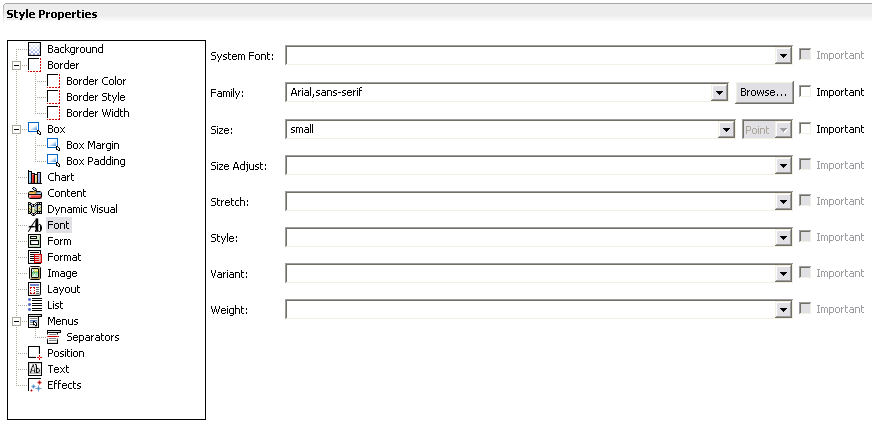 Style Properties
Background
Border
Border Color
Border Style
Border Width
Box
Box Margin
Box Padding
Chart
Content
Dynamic Visual
Font
Form
Format
Image
Layout
List
Menus
Separators
Position
Text
Effects
System Font: Important
Family: Arial,sans-serif Browse... Important
Size: small Point Important
Size Adjust: Important
Stretch: Important
Style: Important
Variant: Important
Weight: Important